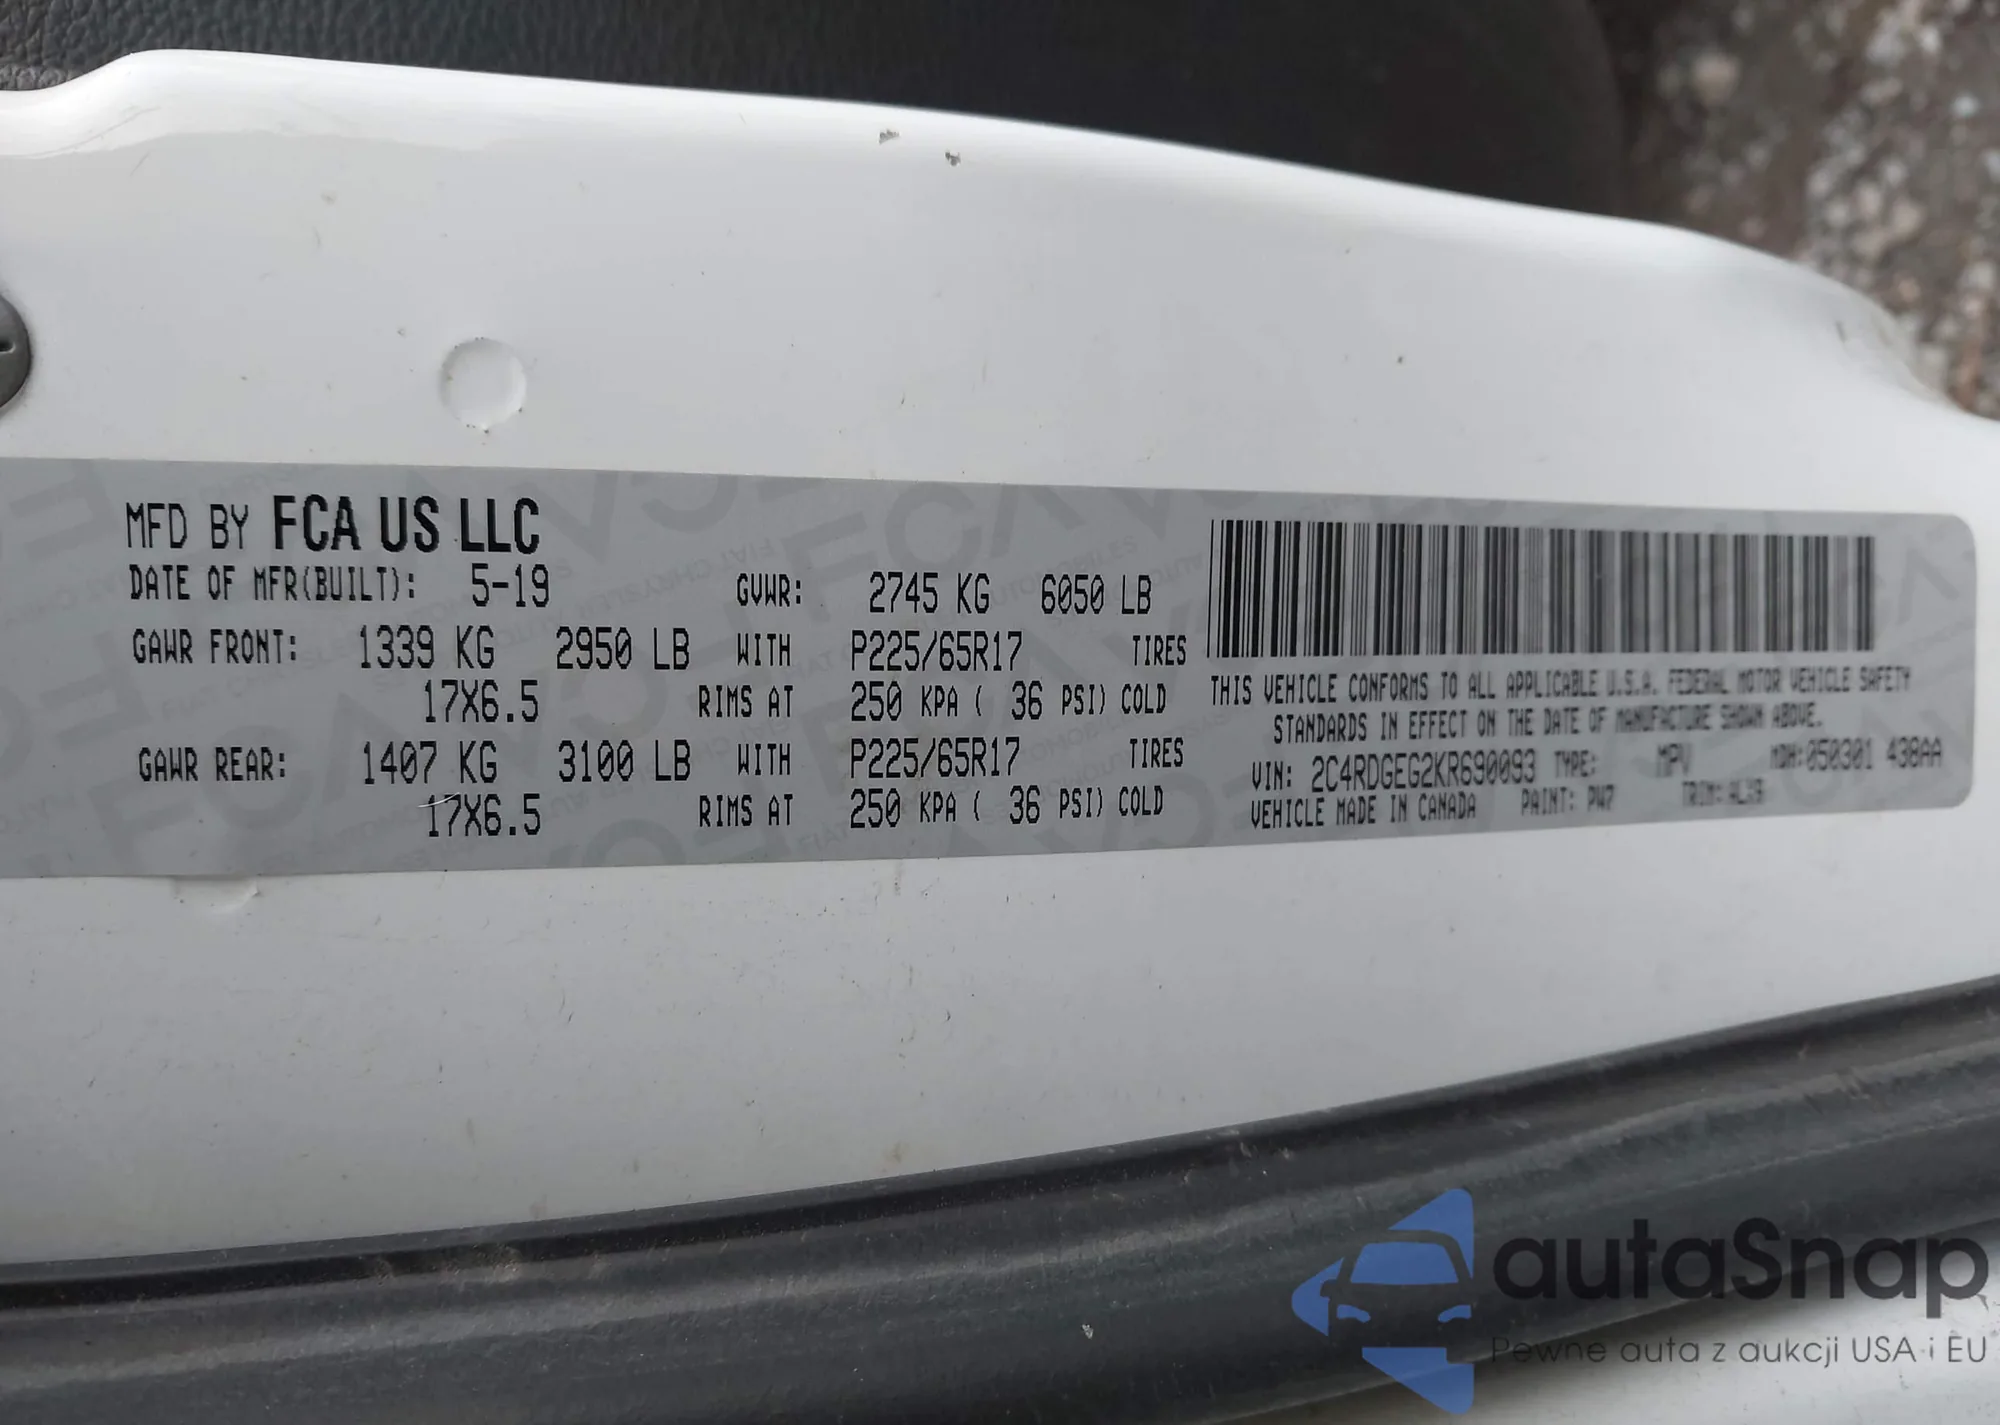 MFD BY FCA US LLC
DATE OF MFR(BUILT): 5-19 GVWR: 2745 KG 6050 LB
GAWR FRONT: 1339 KG 2950 LB WITH P225/65R17 TIRES
17X6.5 RIMS AT 250 KPA ( 36 PSI) COLD
GAWR REAR: 1407 KG 3100 LB WITH P225/65R17 TIRES
17X6.5 RIMS AT 250 KPA ( 36 PSI) COLD
THIS VEHICLE CONFORMS TO ALL APPLICABLE U.S.A. FEDERAL MOTOR VEHICLE SAFETY
STANDARDS IN EFFECT ON THE DATE OF MANUFACTURE SHOWN ABOVE.
VIN: 2C4RDGEG2KR690093 TYPE: MPV MDH:050301 438AA
VEHICLE MADE IN CANADA PAINT: PW7 TRIM:
autaSnap
Pewne auta z aukcji USA i EU